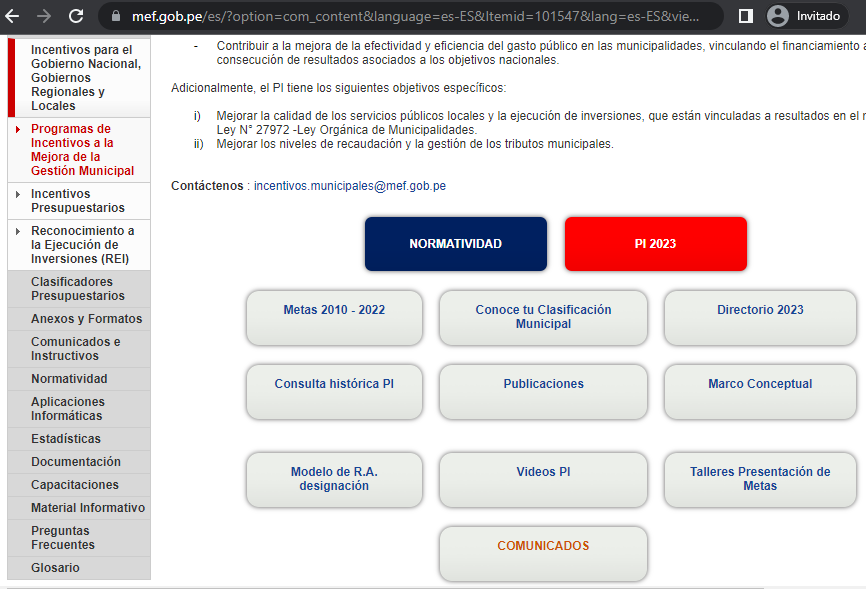 mef.gob.pe/es/?option=com_content&language=es-ES&Itemid=101547&lang=es-ES&vie...
Invitado
Incentivos para el
Gobierno Nacional,
Gobiernos
Regionales y
Locales
Programas de
Incentivos a la
Mejora de la
Gestión Municipal
Incentivos
Presupuestarios
Reconocimiento a
la Ejecución de
Inversiones (REI)
Clasificadores
Presupuestarios
Anexos y Formatos
Comunicados e
Instructivos
Normatividad
Aplicaciones
Informáticas
Estadísticas
Documentación
Capacitaciones
Material Informativo
Preguntas
Frecuentes
Glosario
- Contribuir a la mejora de la efectividad y eficiencia del gasto público en las municipalidades, vinculando el financiamiento a
consecución de resultados asociados a los objetivos nacionales.
Adicionalmente, el PI tiene los siguientes objetivos específicos:
i) Mejorar la calidad de los servicios públicos locales y la ejecución de inversiones, que están vinculadas a resultados en el
Ley N° 27972 -Ley Orgánica de Municipalidades.
ii) Mejorar los niveles de recaudación y la gestión de los tributos municipales.
Contáctenos : incentivos.municipales@mef.gob.pe
NORMATIVIDAD
PI 2023
Metas 2010 - 2022
Conoce tu Clasificación
Municipal
Directorio 2023
Consulta histórica PI
Publicaciones
Marco Conceptual
Modelo de R.A.
designación
Videos PI
Talleres Presentación de
Metas
COMUNICADOS